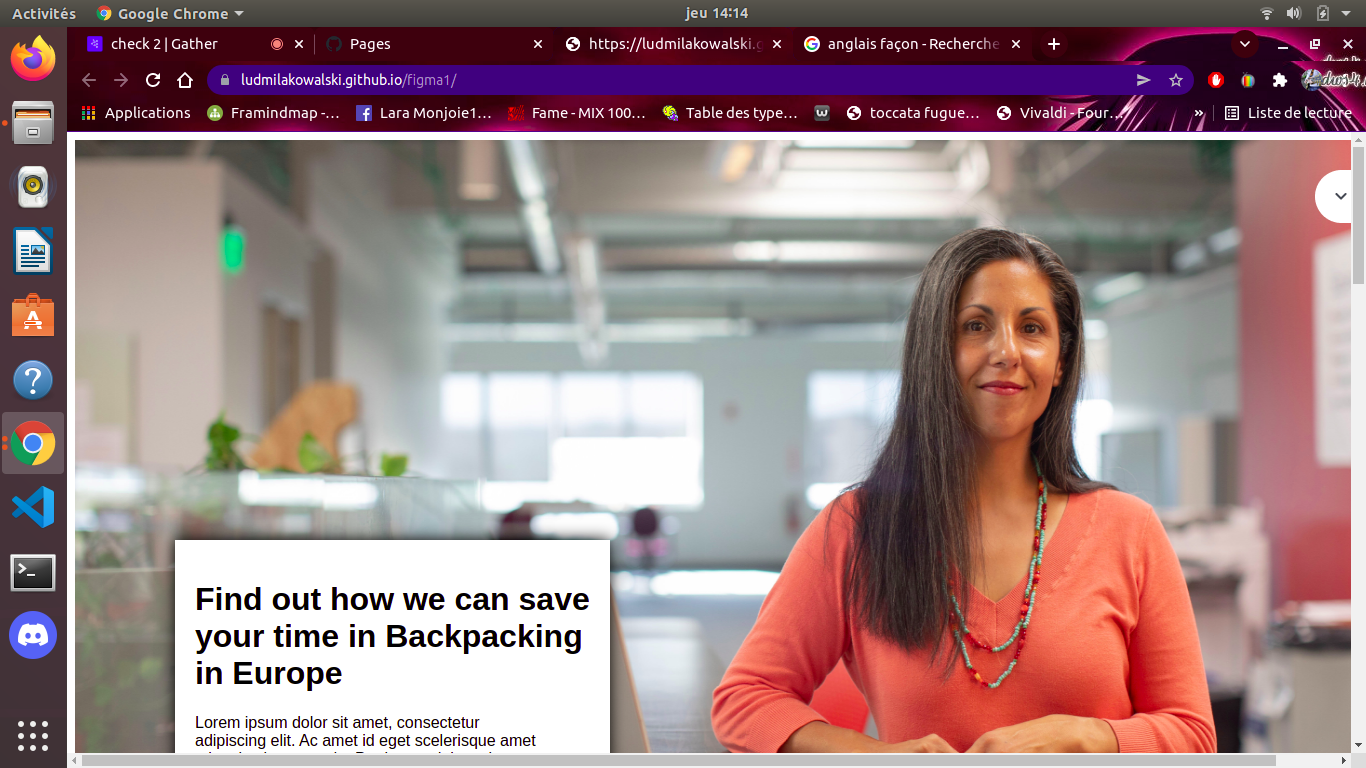 Activités
Google Chrome
jeu 14:14
check 2 | Gather
Pages
https://ludmilakowalski.g
anglais façon - Recherche
ludmilakowalski.github.io/figma1/
Applications
Framindmap -…
Lara Monjoie1…
Fame - MIX 100…
Table des type…
toccata fugue…
Vivaldi - Four…
»
Liste de lecture
Find out how we can save
your time in Backpacking
in Europe
Lorem ipsum dolor sit amet, consectetur
adipiscing elit. Ac amet id eget scelerisque amet